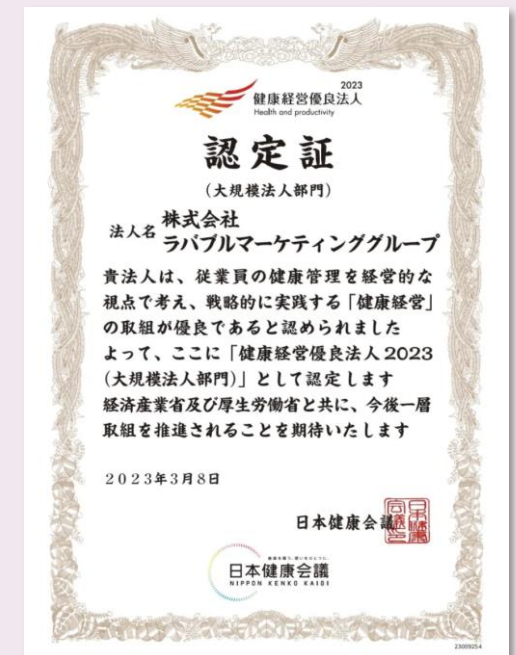 2023
健康経営優良法人
Health and productivity
認定証
(大規模法人部門)
法人名 株式会社
ラバブルマーケティンググループ
貴法人は、従業員の健康管理を経営的な
視点で考え、戦略的に実践する「健康経営」
の取組が優良であると認められました
よって、ここに「健康経営優良法人2023
(大規模法人部門)」として認定します
経済産業省及び厚生労働省と共に、今後一層
取組を推進されることを期待いたします
2023年3月8日
日本健康会議
日本健康会議
NIPPON KENKO KAIGI
23009254